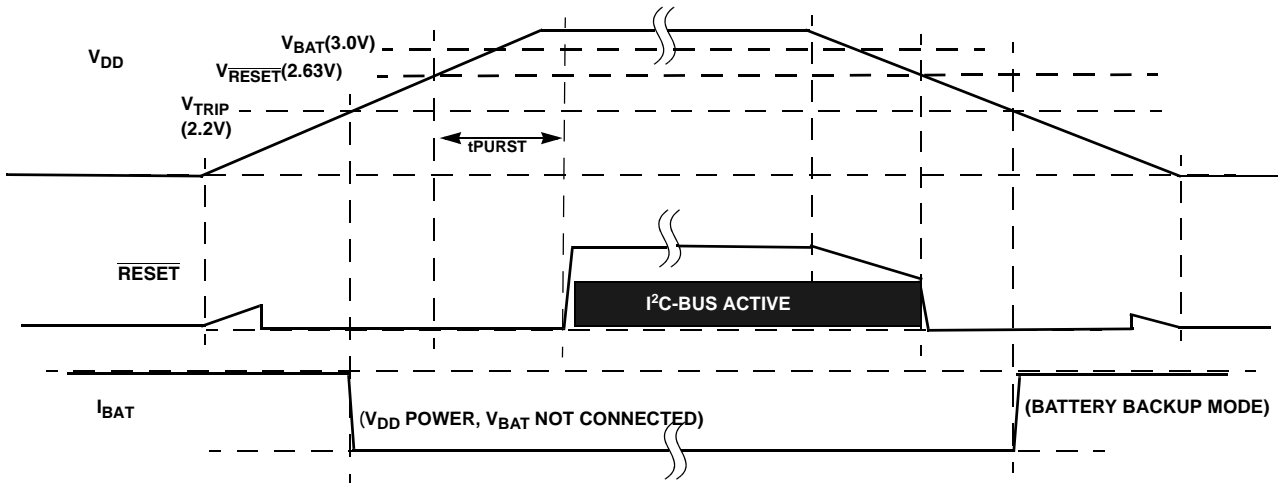 VBAT(3.0V)
VDD
VRESET(2.63V)
VTRIP
(2.2V)
tPURST
RESET
I2C-BUS ACTIVE
IBAT
(VDD POWER, VBAT NOT CONNECTED)
(BATTERY BACKUP MODE)